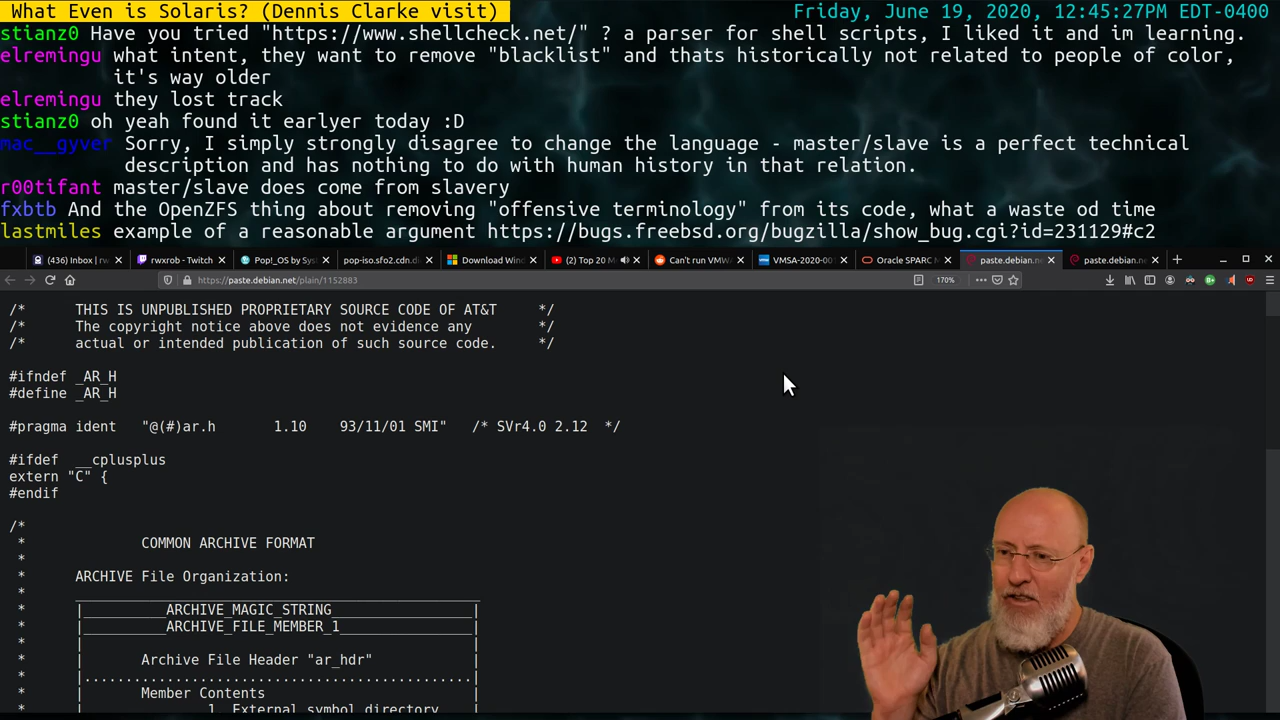 What Even is Solaris? (Dennis Clarke visit)
Friday, June 19, 2020, 12:45:27PM EDT-0400
stianz0 Have you tried "https://www.shellcheck.net/" ? a parser for shell scripts, I liked it and im learning.
elremingu what intent, they want to remove "blacklist" and thats historically not related to people of color,
it's way older
elremingu they lost track
stianz0 oh yeah found it earlyer today :D
mac__gyver Sorry, I simply strongly disagree to change the language - master/slave is a perfect technical
description and has nothing to do with human history in that relation.
r00tifant master/slave does come from slavery
fxbtb And the OpenZFS thing about removing "offensive terminology" from its code, what a waste od time
lastmiles example of a reasonable argument https://bugs.freebsd.org/bugzilla/show_bug.cgi?id=231129#c2
(436) Inbox | rw
rwxrob - Twitch
Pop!_OS by Sys
pop-iso.sfo2.cdn.di
Download Wind
(2) Top 20 M
Can't run VMWA
VMSA-2020-00
Oracle SPARC M
paste.debian.ne
paste.debian.ne
https://paste.debian.net/plain/1152883
170%
/* THIS IS UNPUBLISHED PROPRIETARY SOURCE CODE OF AT&T */
/* The copyright notice above does not evidence any */
/* actual or intended publication of such source code. */
#ifndef _AR_H
#define _AR_H
#pragma ident "@(#)ar.h 1.10 93/11/01 SMI" /* SVr4.0 2.12 */
#ifdef __cplusplus
extern "C" {
#endif
/*
* COMMON ARCHIVE FORMAT
*
* ARCHIVE File Organization:
* _______________________________________________
* |__________ARCHIVE_MAGIC_STRING_________________|
* |__________ARCHIVE_FILE_MEMBER_1________________|
* | |
* | Archive File Header "ar_hdr" |
* |...............................................|
* | Member Contents |
* | 1. External symbol directory |